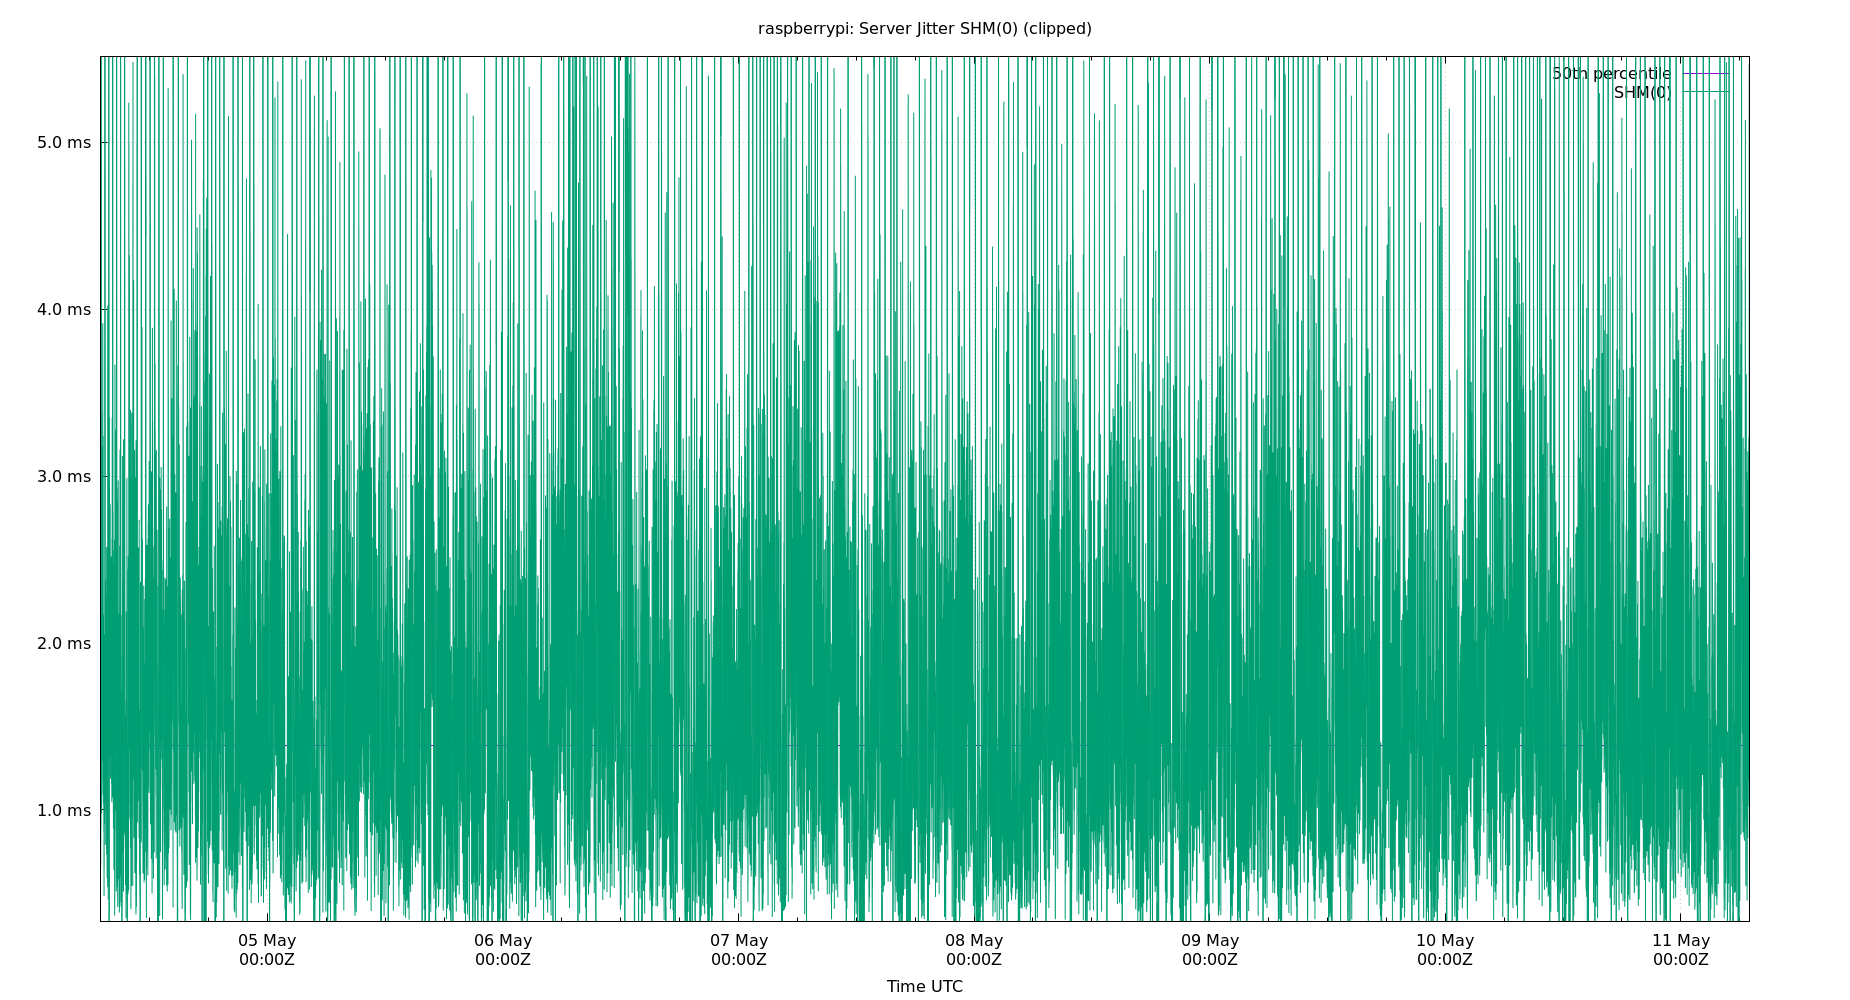 raspberrypi: Server Jitter SHM(0) (clipped)
50th percentile
SHM(0)
5.0 ms
4.0 ms
3.0 ms
2.0 ms
1.0 ms
05 May 06 May 07 May 08 May 09 May 10 May 11 May
00:00Z 00:00Z 00:00Z 00:00Z 00:00Z 00:00Z 00:00Z
Time UTC